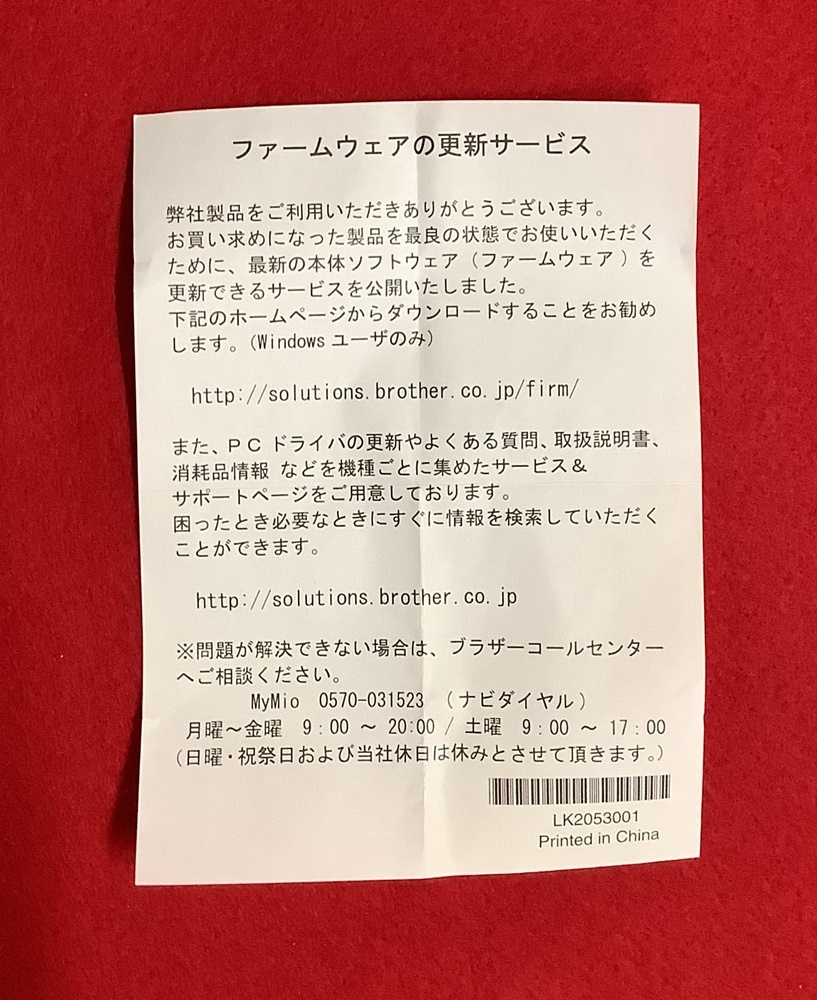 ファームウェアの更新サービス
弊社製品をご利用いただきありがとうございます。
お買い求めになった製品を最良の状態でお使いいただく
ために、最新の本体ソフトウェア（ファームウェア）を
更新できるサービスを公開いたしました。
下記のホームページからダウンロードすることをお勧め
します。(Windows ユーザのみ)
http://solutions.brother.co.jp/firm/
また、ＰＣ ドライバの更新やよくある質問、取扱説明書、
消耗品情報 などを機種ごとに集めたサービス＆
サポートページをご用意しております。
困ったとき必要なときにすぐに情報を検索していただく
ことができます。
http://solutions.brother.co.jp
※問題が解決できない場合は、ブラザーコールセンター
へご相談ください。
MyMio 0570-031523 （ナビダイヤル）
月曜～金曜 9:00 ～ 20:00 / 土曜 9:00 ～ 17:00
(日曜・祝祭日および当社休日は休みとさせて頂きます。)
LK2053001
Printed in China